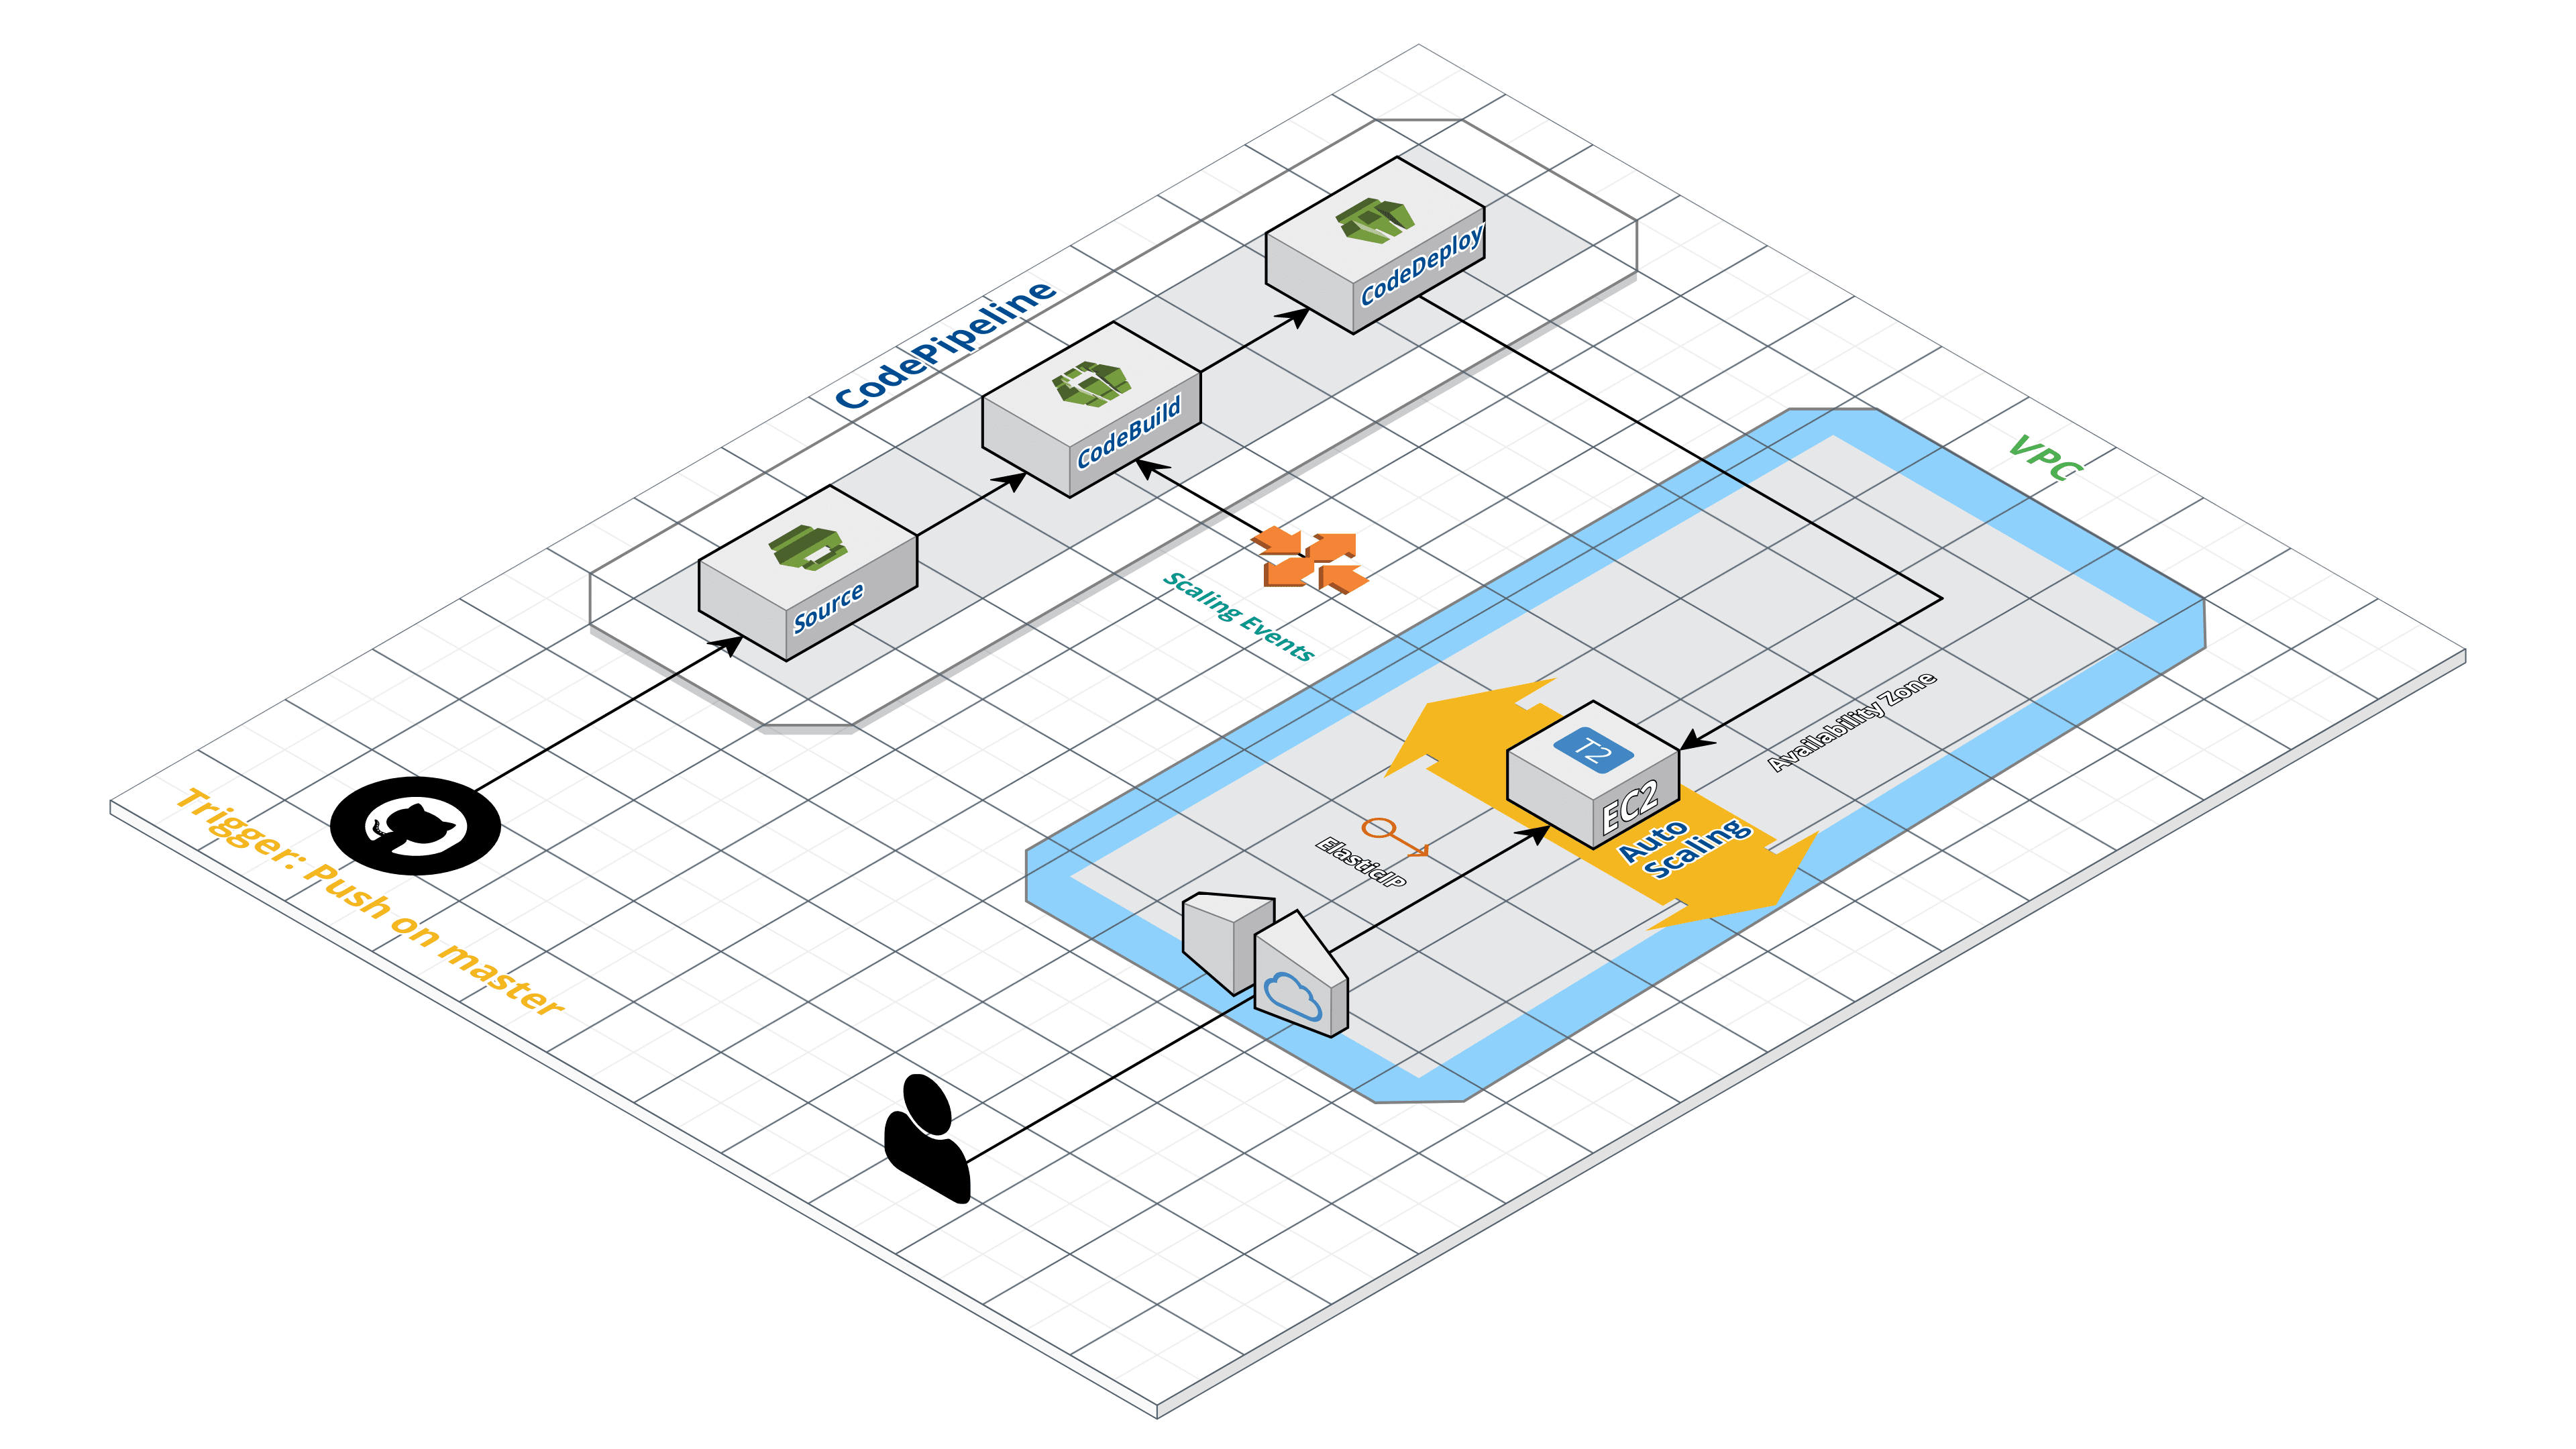 CodePipeline
CodeDeploy
CodeBuild
Source
Scaling Events
VPC
Availability Zone
T2
EC2
Auto
Scaling
ElasticIP
Trigger: Push on master